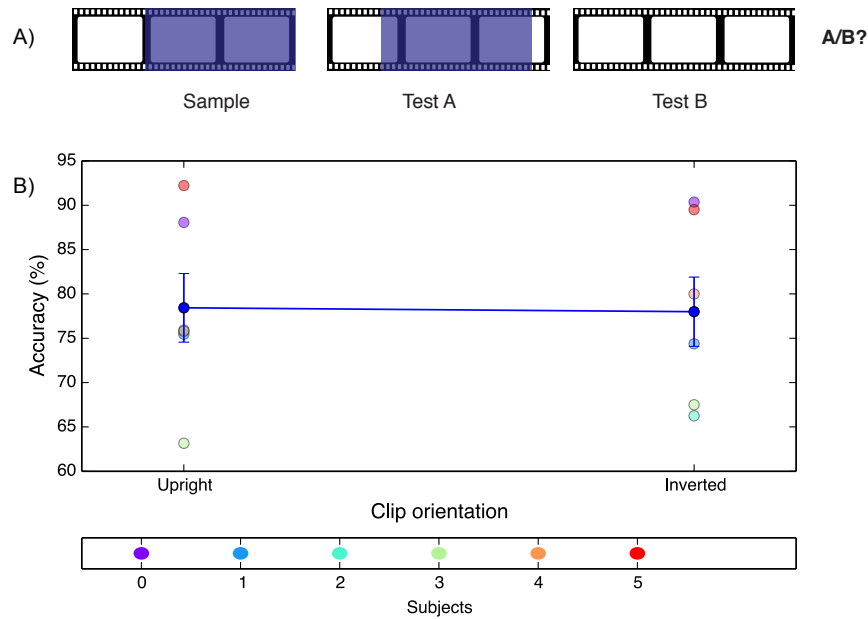 A)
A/B?
Sample
Test A
Test B
B)
95
90
85
80
75
70
65
60
Accuracy (%)
Upright
Inverted
Clip orientation
0
1
2
3
4
5
Subjects